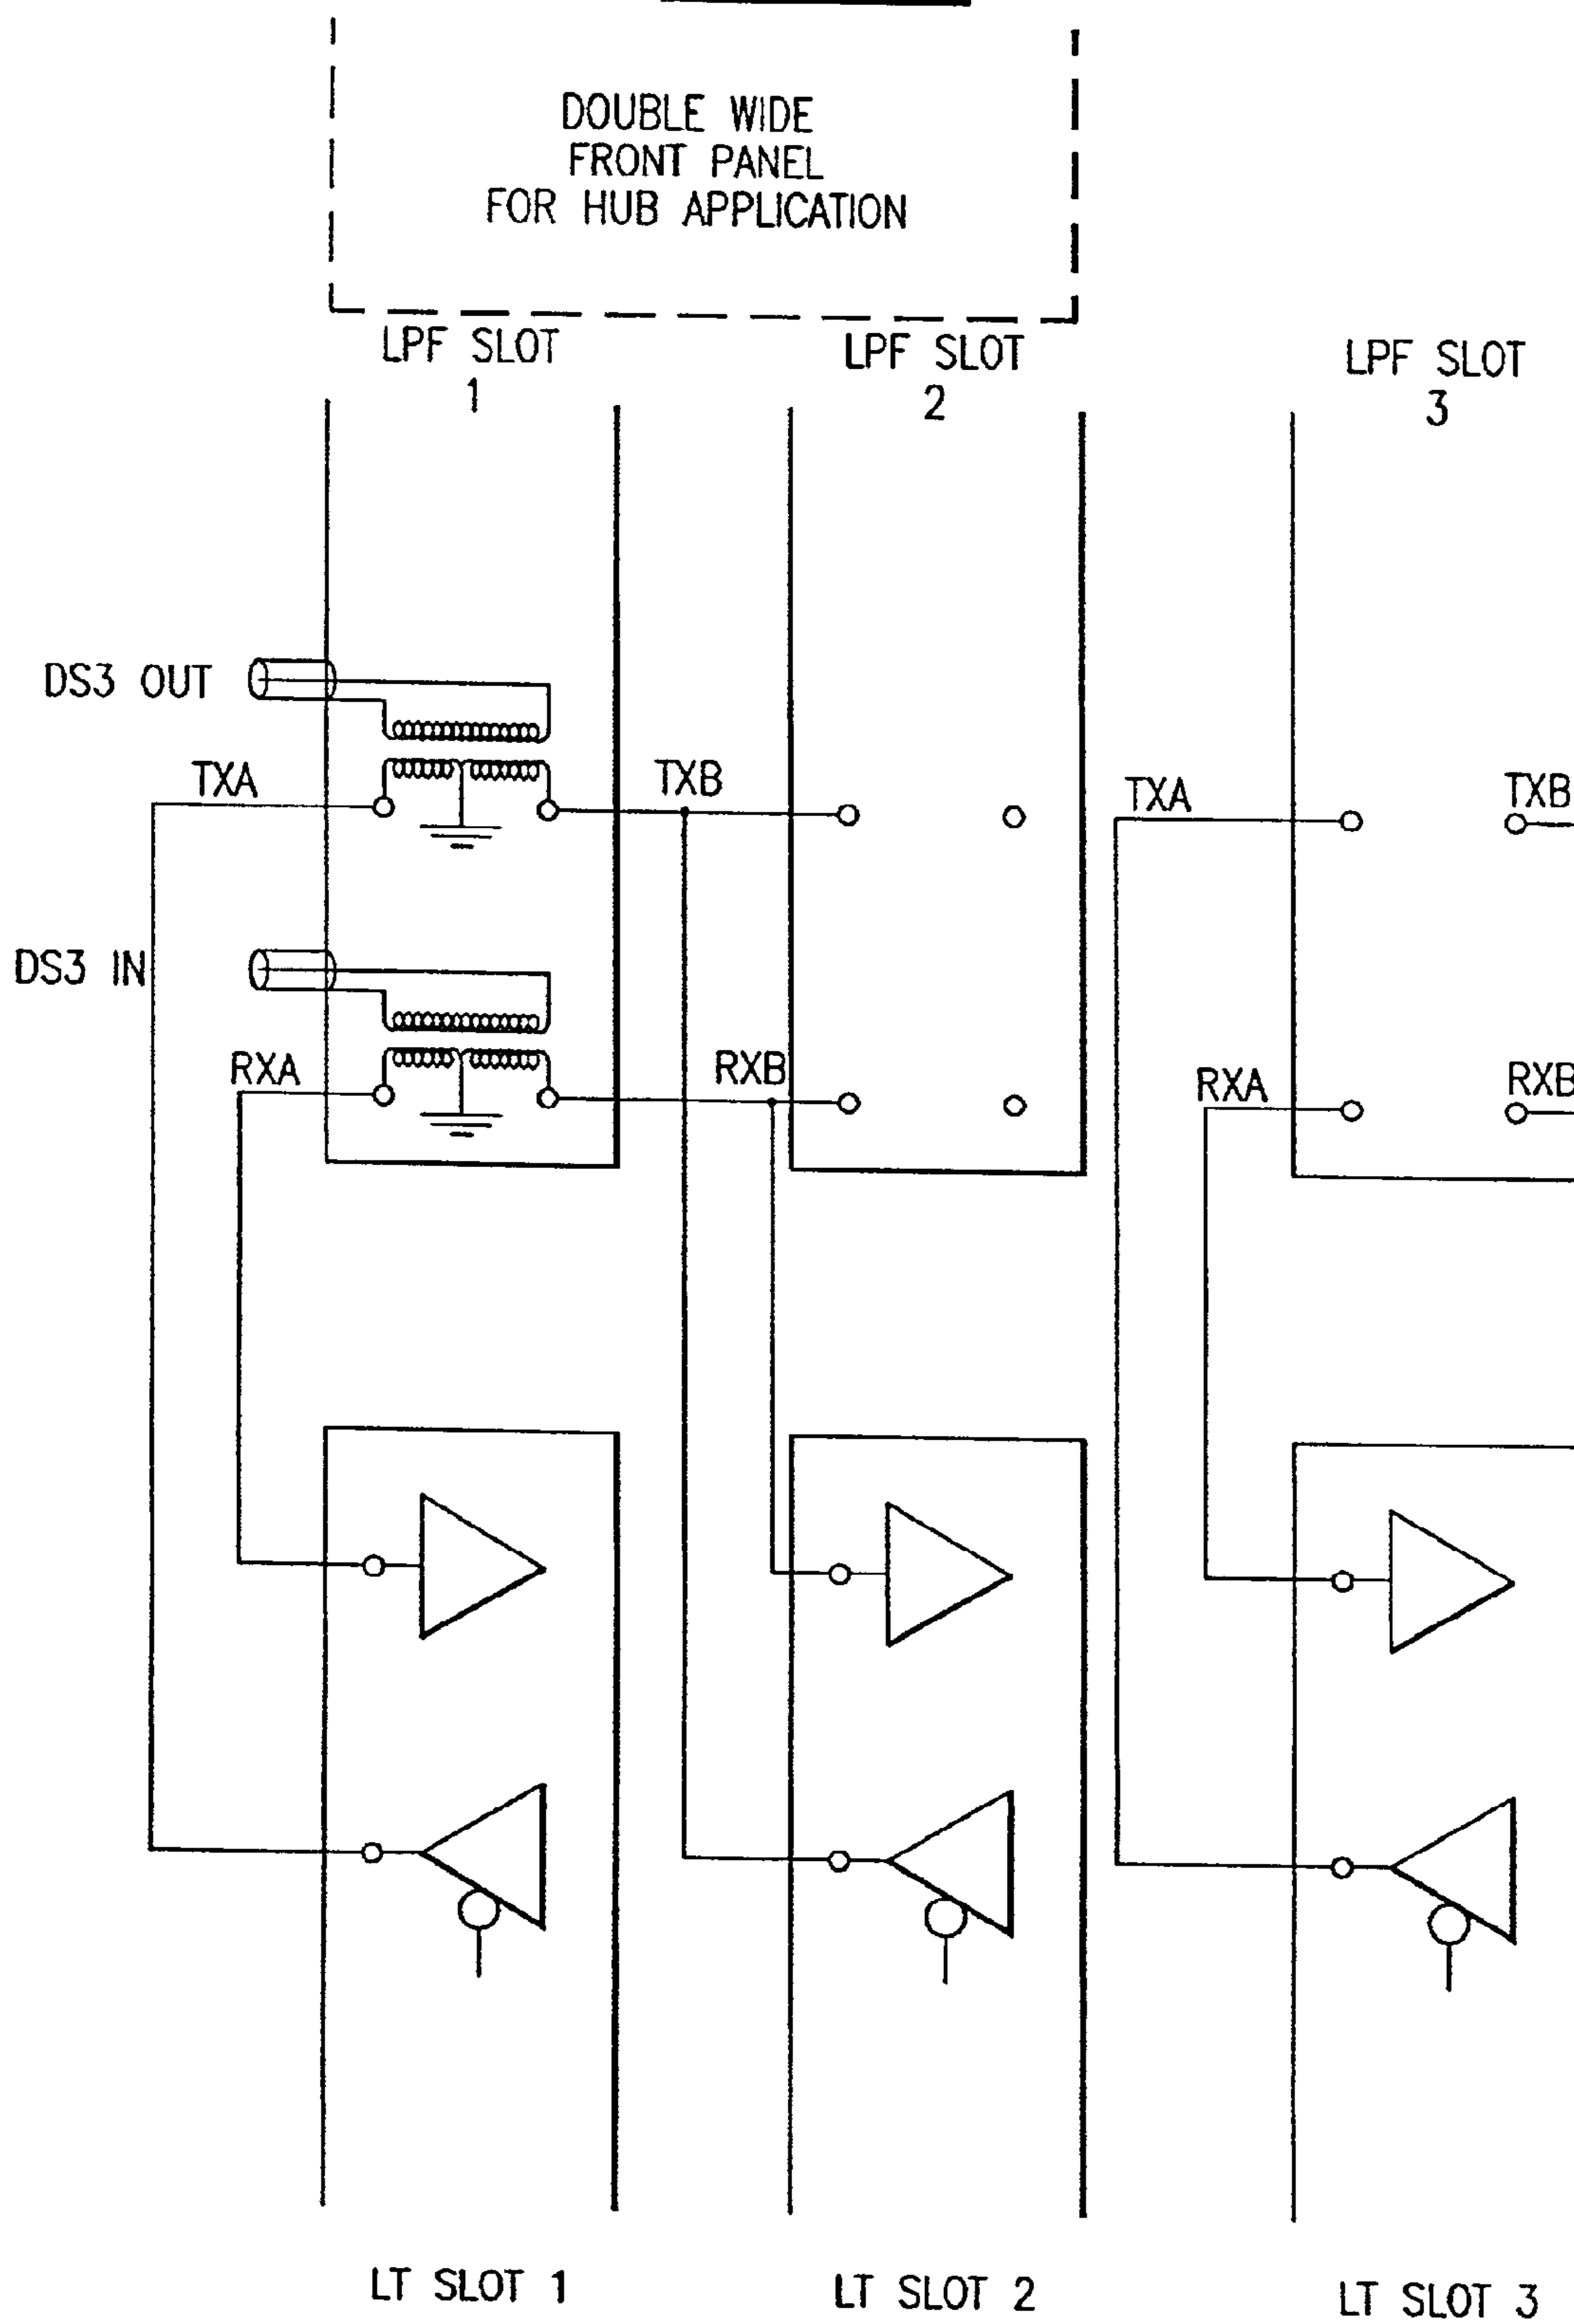 DOUBLE WIDE
FRONT PANEL
FOR HUB APPLICATION
LPF SLOT
1
LPF SLOT
2
LPF SLOT
3
DS3 OUT
TXA
TXB
TXA
TXB
DS3 IN
RXA
RXB
RXA
RXB
LT SLOT 1
LT SLOT 2
LT SLOT 3